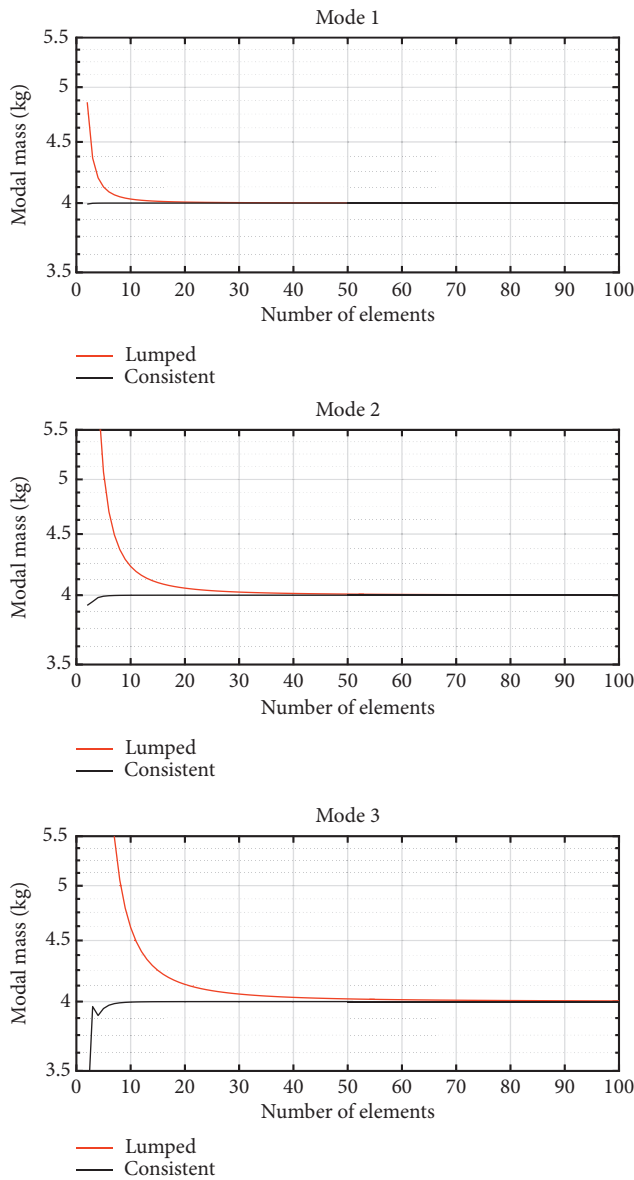 Mode 1
5.5
5
4.5
4
3.5
Modal mass (kg)
0 10 20 30 40 50 60 70 80 90 100
Number of elements
Lumped
Consistent
Mode 2
5.5
5
4.5
4
3.5
Modal mass (kg)
0 10 20 30 40 50 60 70 80 90 100
Number of elements
Lumped
Consistent
Mode 3
5.5
5
4.5
4
3.5
Modal mass (kg)
0 10 20 30 40 50 60 70 80 90 100
Number of elements
Lumped
Consistent